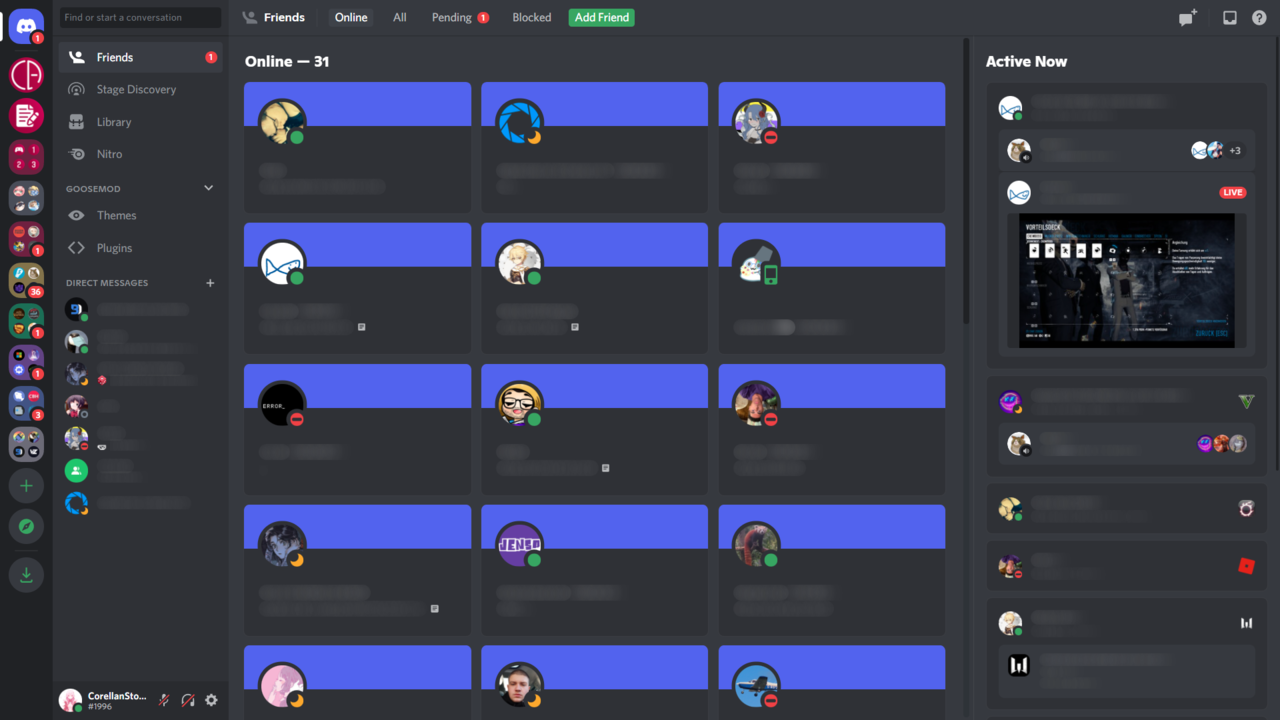 Find or start a conversation
Friends
Online
All
Pending
1
Blocked
Add Friend
1
Friends
1
Stage Discovery
Library
Nitro
GOOSEMOD
Themes
Plugins
DIRECT MESSAGES
1
2 3
1
36
1
1
3
CorellanSto...
#1996
Online — 31
ERROR_
JENSO
Active Now
+3
LIVE
VORTEILSDECK
ZURÜCK [ESC]